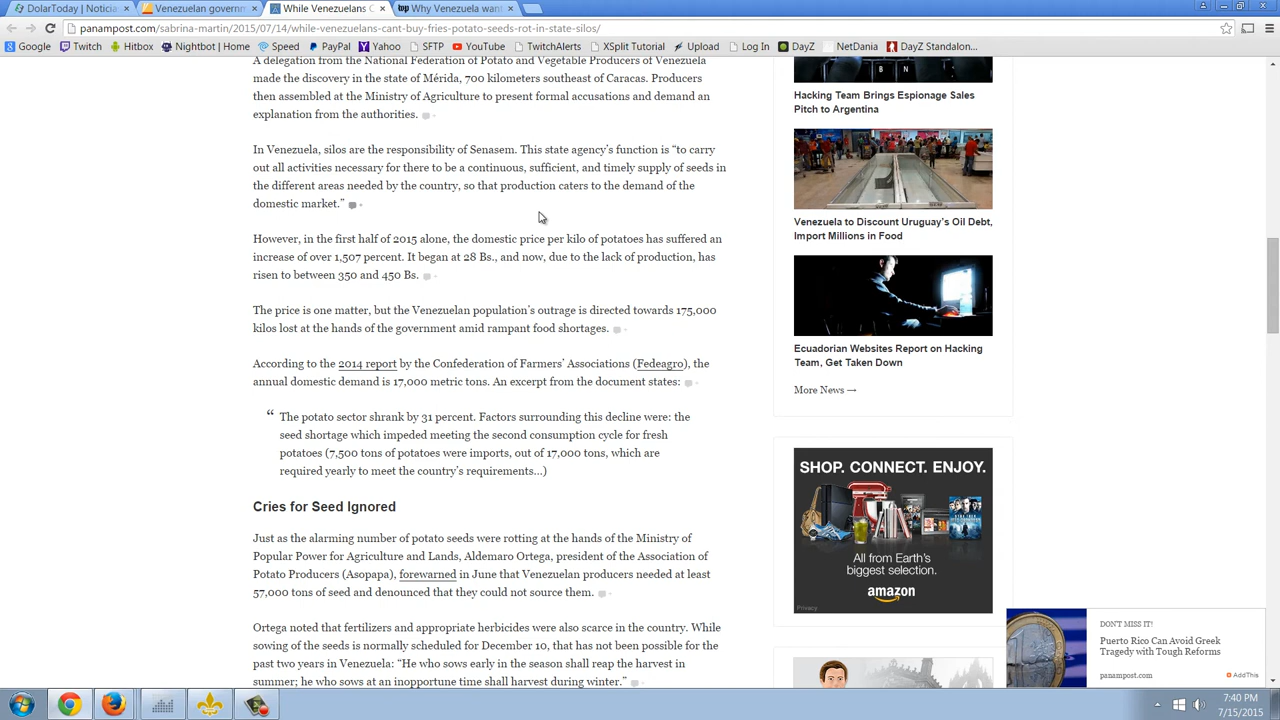 DolarToday | Noticia
Venezuelan governm
While Venezuelans C
Why Venezuela want
panampost.com/sabrina-martin/2015/07/14/while-venezuelans-cant-buy-fries-potato-seeds-rot-in-state-silos/
Google Twitch Hitbox Nightbot | Home Speed PayPal Yahoo SFTP YouTube TwitchAlerts XSplit Tutorial Upload Log In DayZ NetDania DayZ Standalon...
A delegation from the National Federation of Potato and Vegetable Producers of Venezuela
made the discovery in the state of Mérida, 700 kilometers southeast of Caracas. Producers
then assembled at the Ministry of Agriculture to present formal accusations and demand an
explanation from the authorities.
In Venezuela, silos are the responsibility of Senasem. This state agency's function is “to carry
out all activities necessary for there to be a continuous, sufficient, and timely supply of seeds in
the different areas needed by the country, so that production caters to the demand of the
domestic market.”
However, in the first half of 2015 alone, the domestic price per kilo of potatoes has suffered an
increase of over 1,507 percent. It began at 28 Bs., and now, due to the lack of production, has
risen to between 350 and 450 Bs.
The price is one matter, but the Venezuelan population's outrage is directed towards 175,000
kilos lost at the hands of the government amid rampant food shortages.
According to the 2014 report by the Confederation of Farmers' Associations (Fedeagro), the
annual domestic demand is 17,000 metric tons. An excerpt from the document states:
“ The potato sector shrank by 31 percent. Factors surrounding this decline were: the
seed shortage which impeded meeting the second consumption cycle for fresh
potatoes (7,500 tons of potatoes were imports, out of 17,000 tons, which are
required yearly to meet the country's requirements…)
Cries for Seed Ignored
Just as the alarming number of potato seeds were rotting at the hands of the Ministry of
Popular Power for Agriculture and Lands, Aldemaro Ortega, president of the Association of
Potato Producers (Asopapa), forewarned in June that Venezuelan producers needed at least
57,000 tons of seed and denounced that they could not source them.
Ortega noted that fertilizers and appropriate herbicides were also scarce in the country. While
sowing of the seeds is normally scheduled for December 10, that has not been possible for the
past two years in Venezuela: “He who sows early in the season shall reap the harvest in
summer; he who sows at an inopportune time shall harvest during winter.”
B N
Hacking Team Brings Espionage Sales
Pitch to Argentina
Venezuela to Discount Uruguay's Oil Debt,
Import Millions in Food
Ecuadorian Websites Report on Hacking
Team, Get Taken Down
More News →
SHOP. CONNECT. ENJOY.
All from Earth's
biggest selection.
amazon
Privacy
DON'T MISS IT!
Puerto Rico Can Avoid Greek
Tragedy with Tough Reforms
panampost.com
AddThis
7:40 PM
7/15/2015